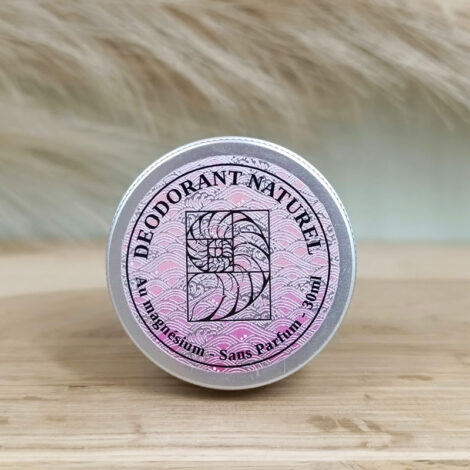 DEODORANT NATUREL
Au magnésium - Sans Parfum - 30ml